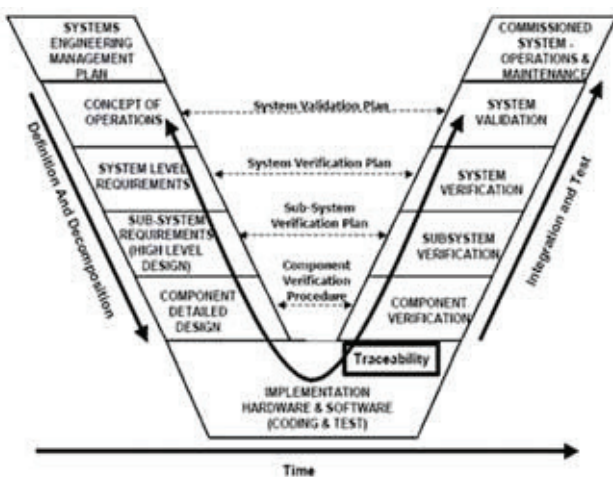 SYSTEMS
ENGINEERING
MANAGEMENT
PLAN
COMMISSIONED
SYSTEM -
OPERATIONS &
MAINTENANCE
CONCEPT OF
OPERATIONS
System Validation Plan
SYSTEM
VALIDATION
SYSTEM LEVEL
REQUIREMENTS
System Verification Plan
SYSTEM
VERIFICATION
SUB-SYSTEM
REQUIREMENTS
(HIGH LEVEL
DESIGN)
Sub-System
Verification Plan
SUBSYSTEM
VERIFICATION
COMPONENT
DETAILED
DESIGN
Component
Verification
Procedure
COMPONENT
VERIFICATION
Definition And Decomposition
Integration and Test
Traceability
IMPLEMENTATION
HARDWARE & SOFTWARE
(CODING & TEST)
Time